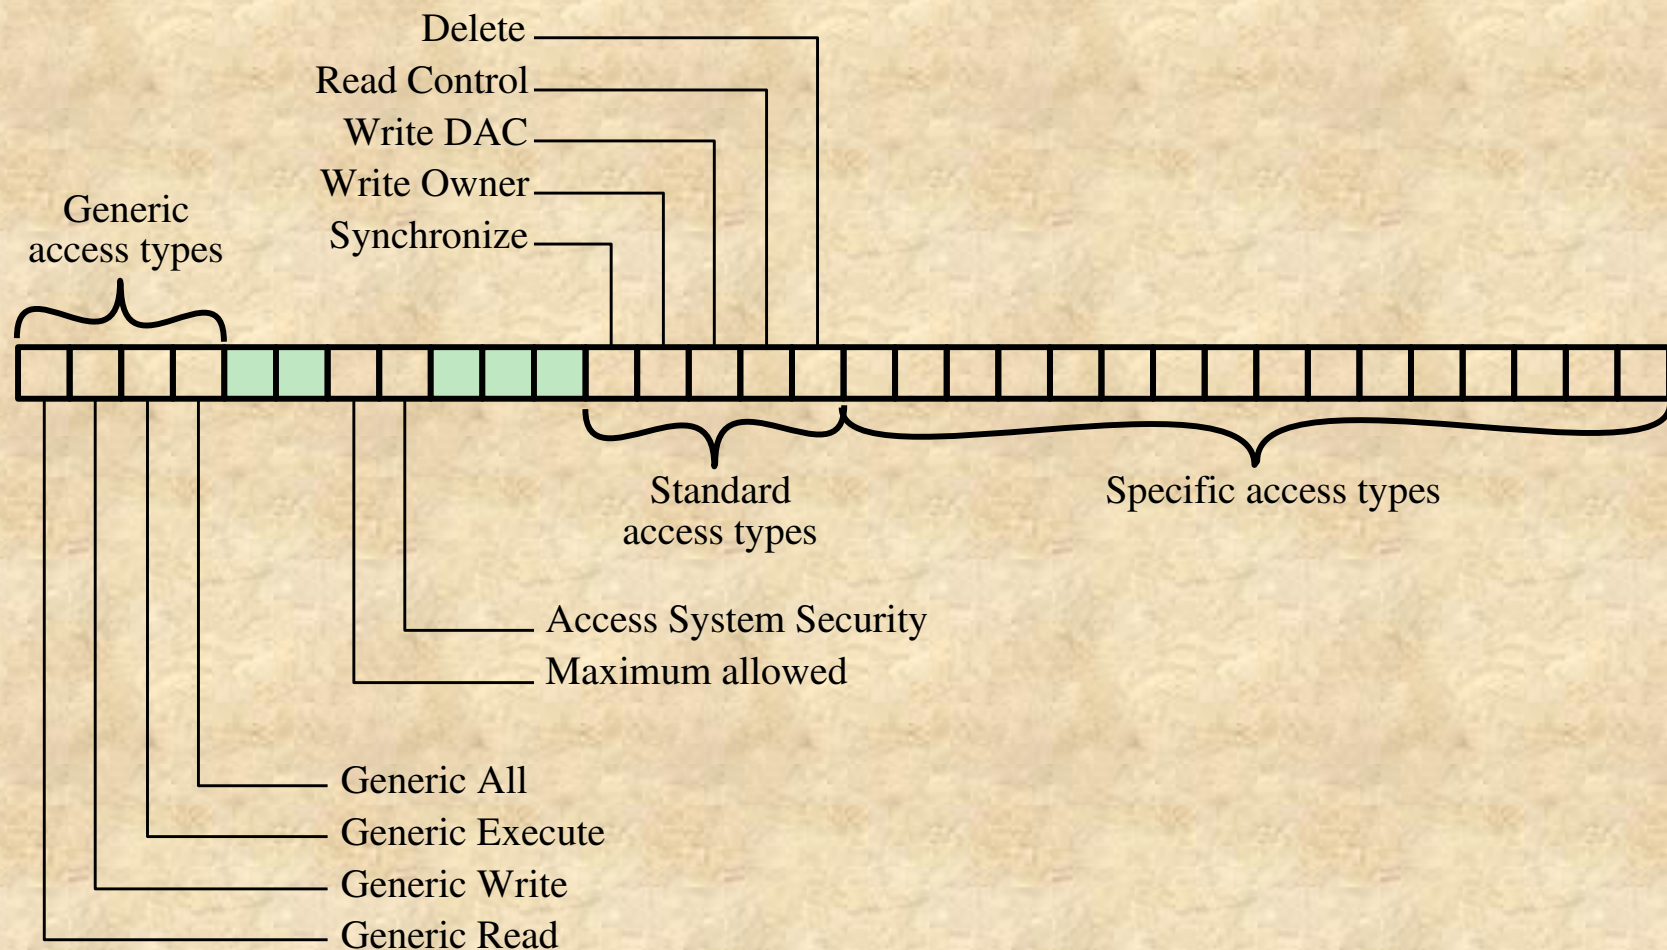 Delete
Read Control
Write DAC
Write Owner
Synchronize
Generic
access types
Standard
access types
Specific access types
Access System Security
Maximum allowed
Generic All
Generic Execute
Generic Write
Generic Read